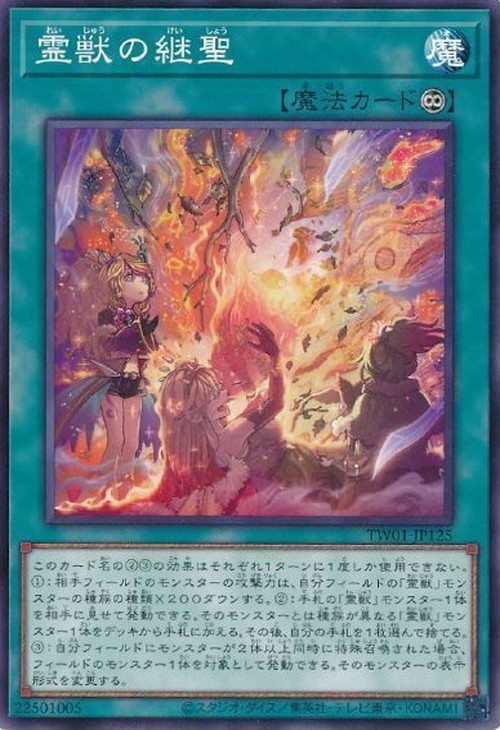 霊獣の継聖
魔
【魔法カード】
TW01-JP125
このカード名の②③の効果はそれぞれ1ターンに1度しか使用できない。
①:相手フィールドのモンスターの攻撃力は、自分フィールドの「霊獣」モン
スターの種族の種類×200ダウンする。②:手札の「霊獣」モンスター1体
を相手に見せて発動できる。そのモンスターとは種族が異なる「霊獣」モン
スター1体をデッキから手札に加える。その後、自分の手札を1枚選んで捨てる。
③:自分フィールドにモンスターが2体以上同時に特殊召喚された場合、
フィールドのモンスター1体を対象として発動できる。そのモンスターの表示
形式を変更する。
22501005
©スタジオ・ダイス/集英社・テレビ東京・KONAMI